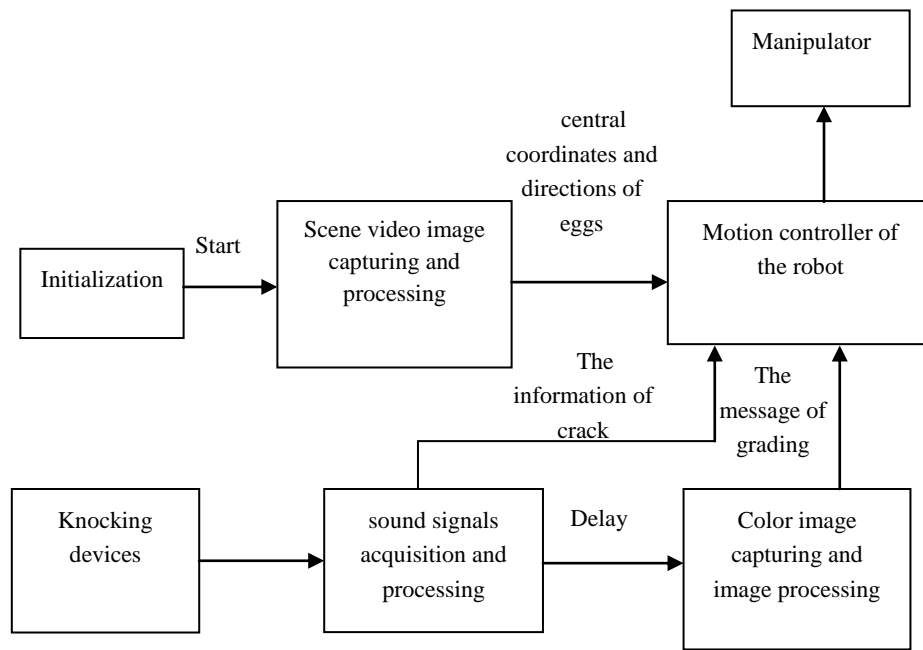 Manipulator
central
coordinates and
directions of
eggs
Scene video image
capturing and
processing
Motion controller of
the robot
Start
Initialization
The
information of
crack
The
message of
grading
Knocking
devices
sound signals
acquisition and
processing
Delay
Color image
capturing and
image processing